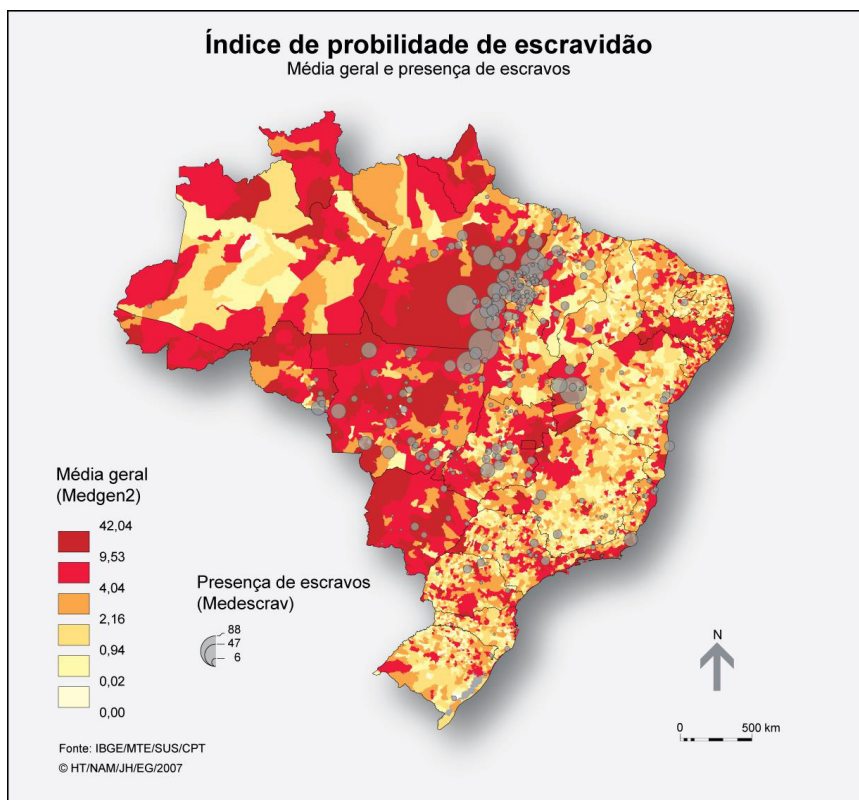 Índice de probilidade de escravidão
Média geral e presença de escravos
Média geral
(Medgen2)
42,04
9,53
4,04
2,16
0,94
0,02
0,00
Presença de escravos
(Medescrav)
88
47
6
N
0 500 km
Fonte: IBGE/MTE/SUS/CPT
© HT/NAM/JH/EG/2007